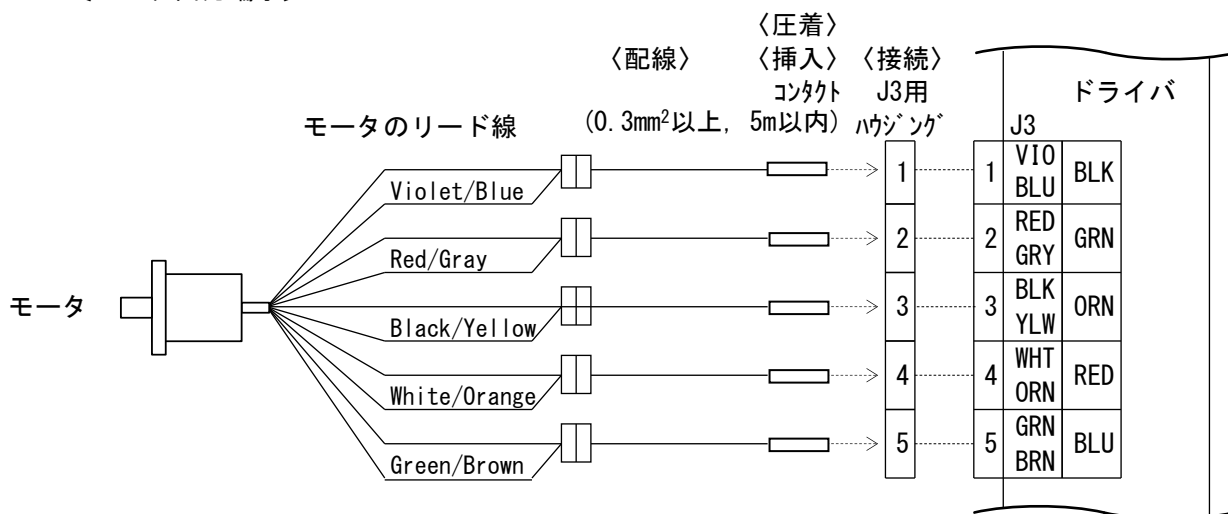 〈圧着〉
〈配線〉 〈挿入〉 〈接続〉
ｺﾝﾀｸﾄ J3用 ドライバ
モータのリード線 (0.3mm²以上, 5m以内) ﾊｳｼﾞﾝｸﾞ J3
Violet/Blue 1 1 VIO BLU BLK
Red/Gray 2 2 RED GRY GRN
モータ
Black/Yellow 3 3 BLK YLW ORN
White/Orange 4 4 WHT ORN RED
Green/Brown 5 5 GRN BRN BLU